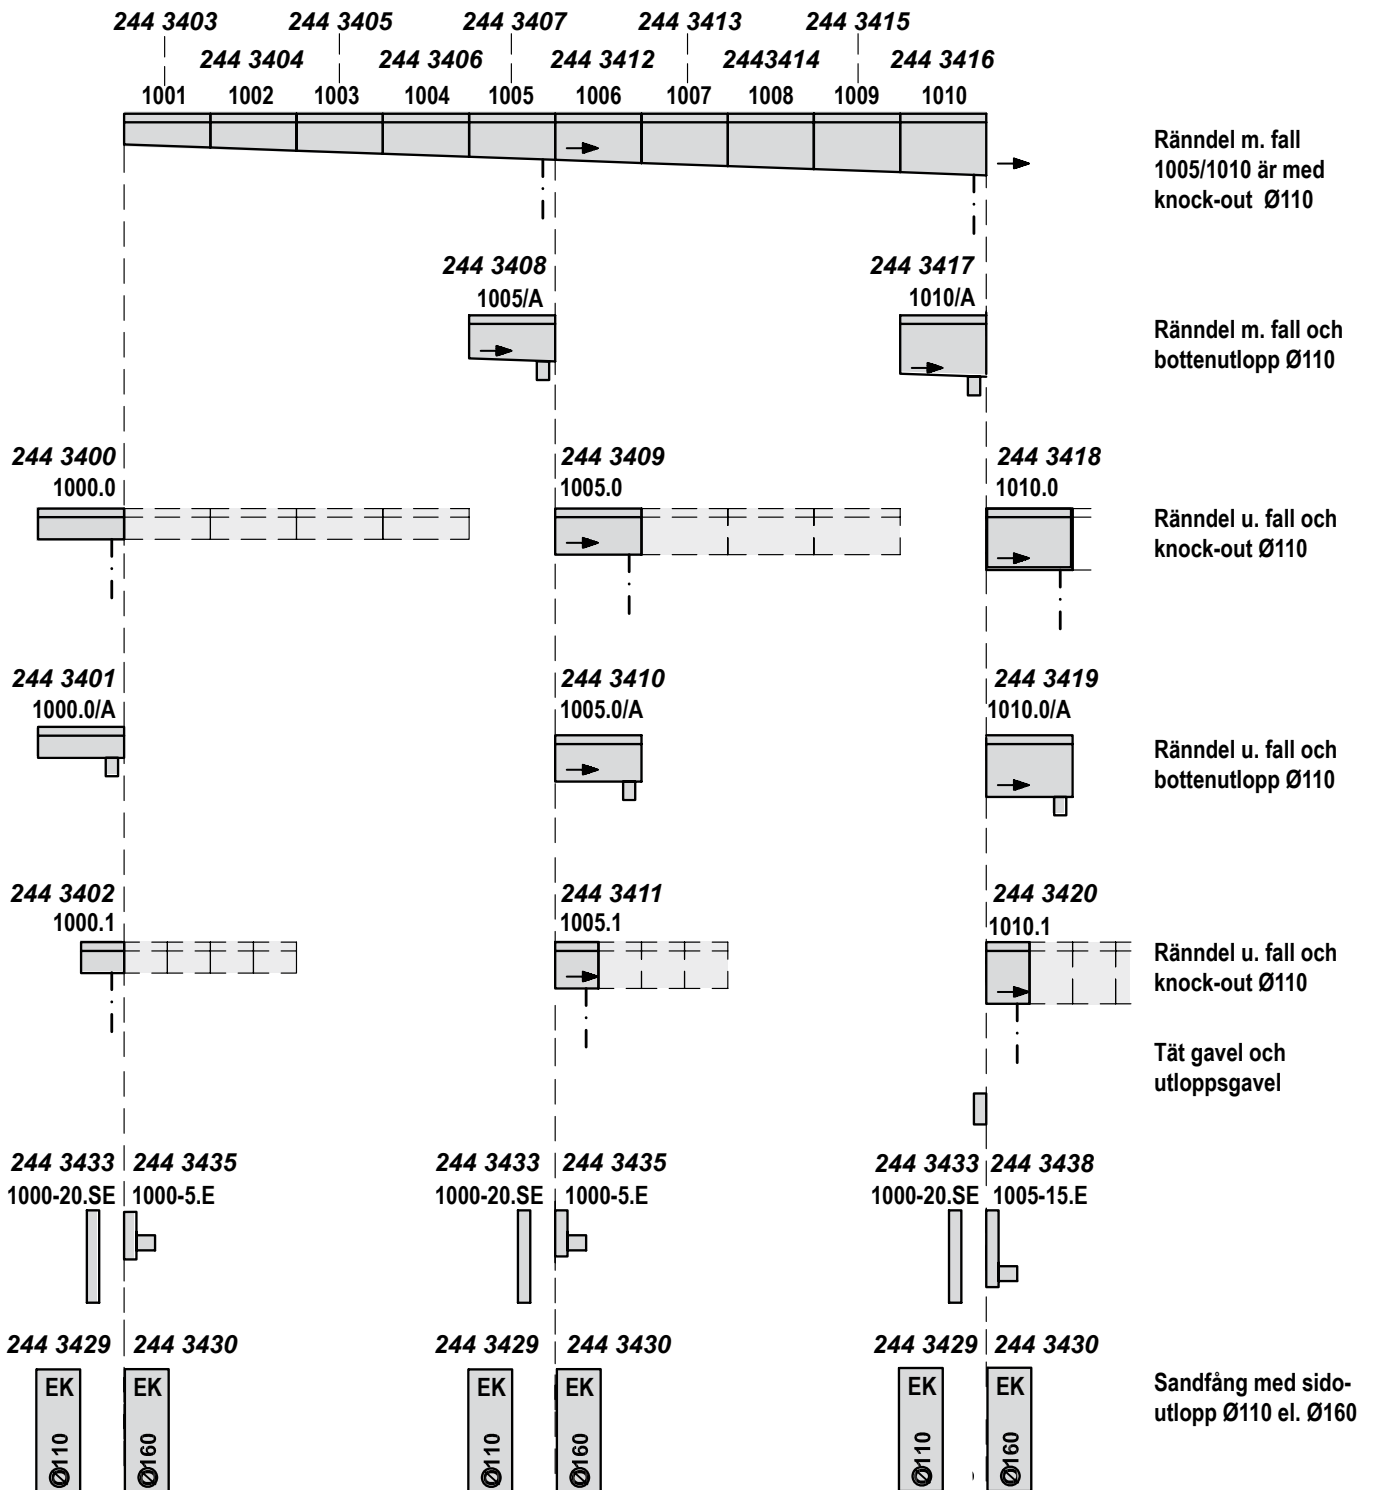 244 3403 244 3405 244 3407 244 3413 244 3415
244 3404 244 3406 244 3412 2443414 244 3416
1001 1002 1003 1004 1005 1006 1007 1008 1009 1010
Ränndel m. fall
1005/1010 är med
knock-out Ø110
244 3408 244 3417
1005/A 1010/A
Ränndel m. fall och
bottenutlopp Ø110
244 3400 244 3409 244 3418
1000.0 1005.0 1010.0
Ränndel u. fall och
knock-out Ø110
244 3401 244 3410 244 3419
1000.0/A 1005.0/A 1010.0/A
Ränndel u. fall och
bottenutlopp Ø110
244 3402 244 3411 244 3420
1000.1 1005.1 1010.1
Ränndel u. fall och
knock-out Ø110
Tät gavel och
utloppsgavel
244 3433 244 3435 244 3433 244 3435 244 3433 244 3438
1000-20.SE 1000-5.E 1000-20.SE 1000-5.E 1000-20.SE 1005-15.E
244 3429 244 3430 244 3429 244 3430 244 3429 244 3430
EK EK EK EK EK EK
Ø110 Ø160 Ø110 Ø160 Ø110 Ø160
Sandfång med sido-
utlopp Ø110 el. Ø160